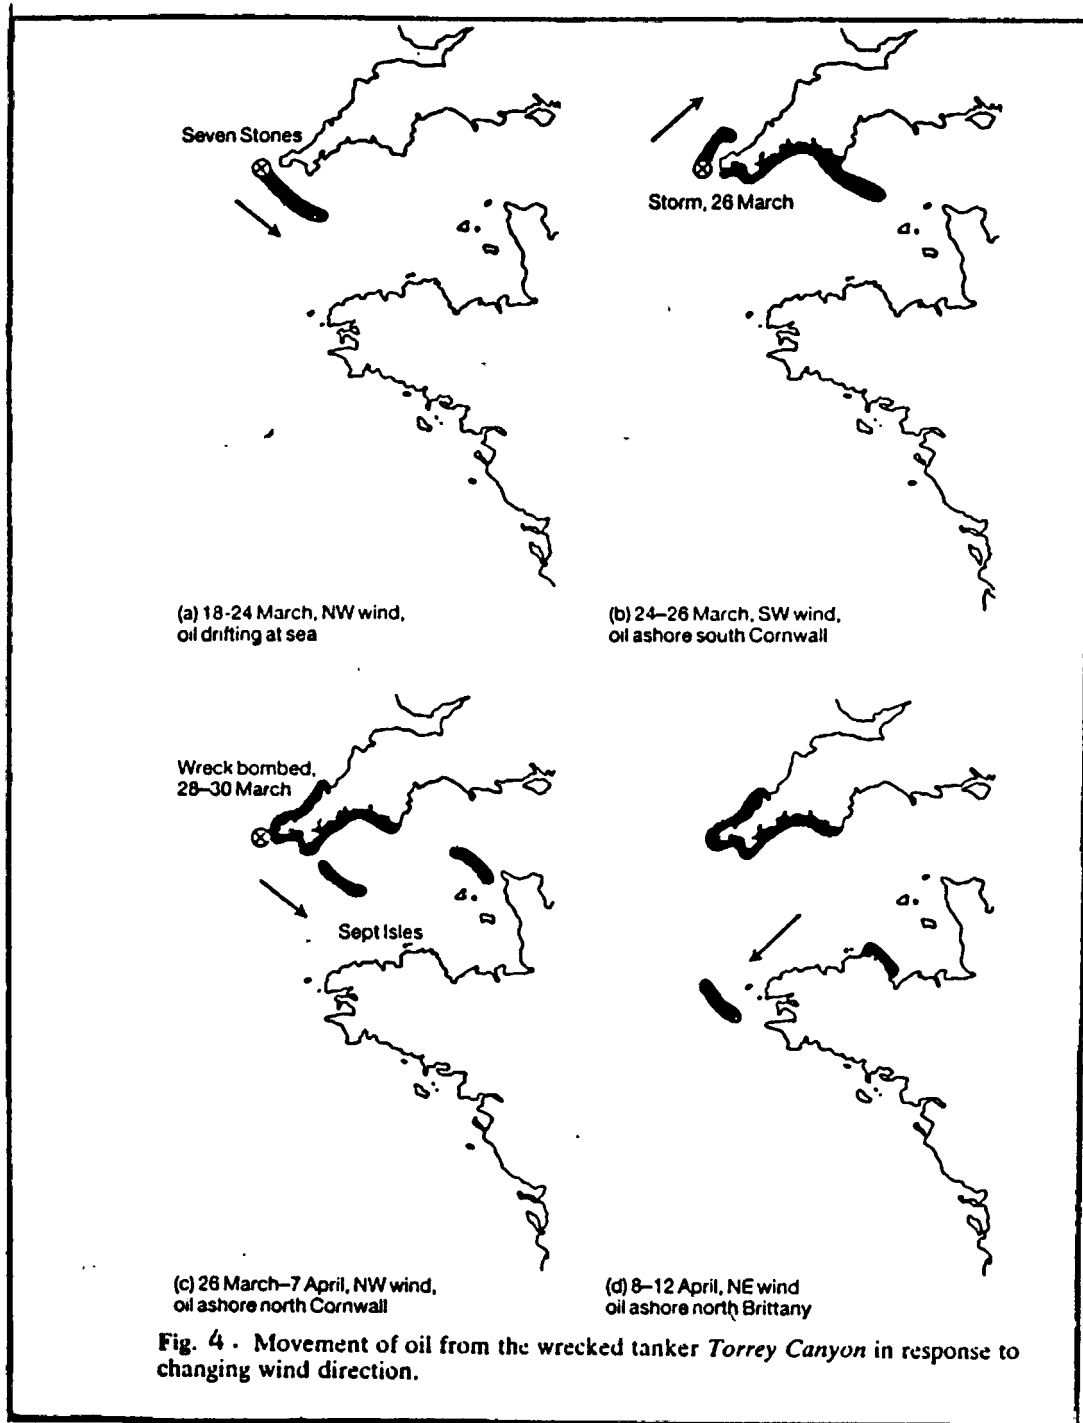 Seven Stones
Storm, 26 March
(a) 18-24 March, NW wind,
oil drifting at sea
(b) 24–26 March, SW wind,
oil ashore south Cornwall
Wreck bombed,
28–30 March
Sept Isles
(c) 26 March–7 April, NW wind,
oil ashore north Cornwall
(d) 8–12 April, NE wind
oil ashore north Brittany
Fig. 4 . Movement of oil from the wrecked tanker Torrey Canyon in response to
changing wind direction.